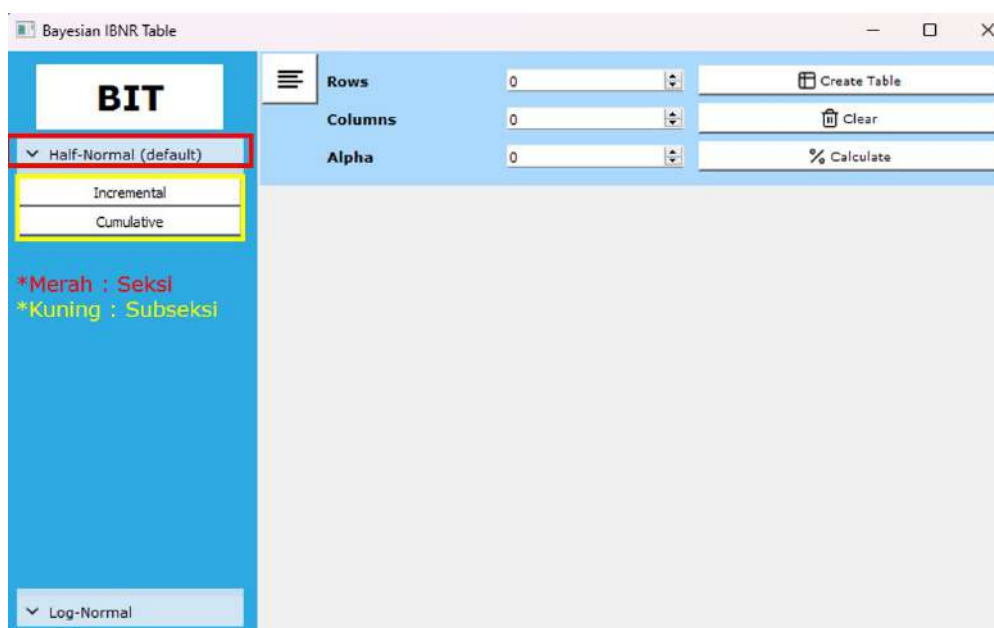 Bayesian IBNR Table
BIT
Half-Normal (default)
Incremental
Cumulative
*Merah : Seksi
*Kuning : Subseksi
Log-Normal
Rows 0 Create Table
Columns 0 Clear
Alpha 0 Calculate